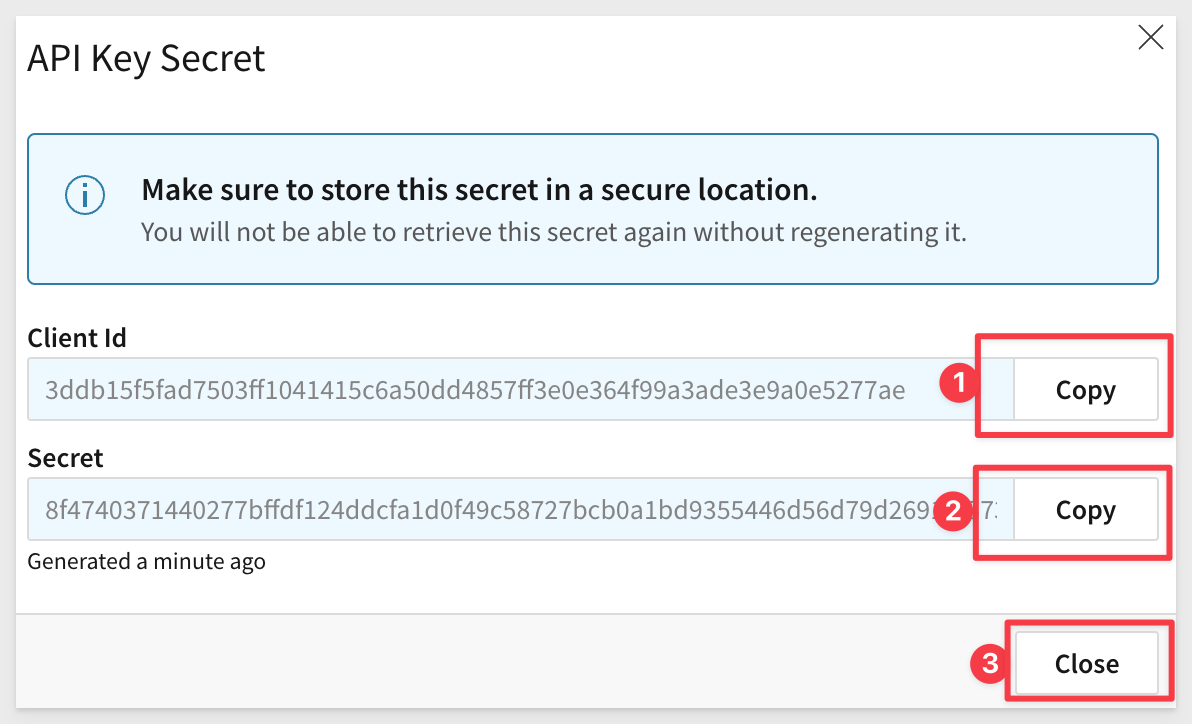 API Key Secret
Make sure to store this secret in a secure location.
You will not be able to retrieve this secret again without regenerating it.
Client Id
3ddb15f5fad7503ff1041415c6a50dd4857ff3e0e364f99a3ade3e9a0e5277ae
1
Copy
Secret
2
Copy
Generated a minute ago
3
Close